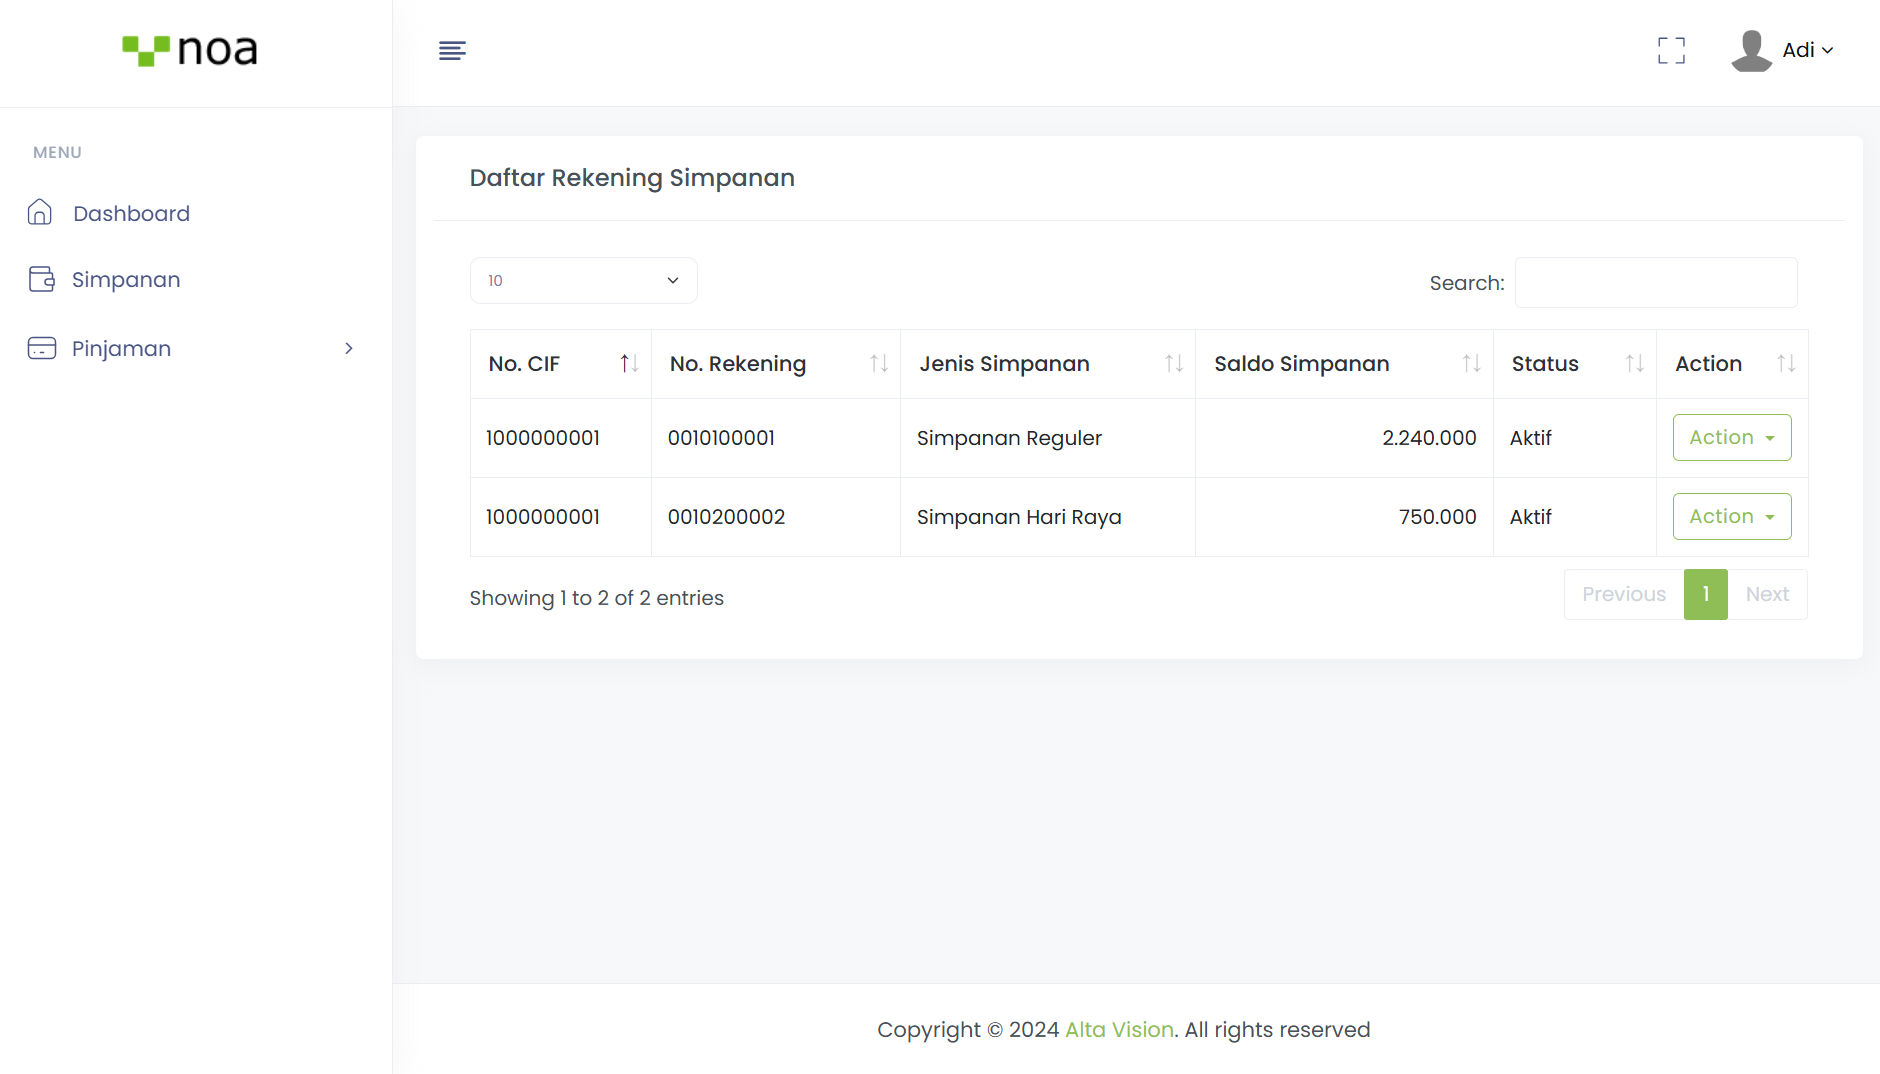 noa
Adi
MENU
Dashboard
Simpanan
Pinjaman
Daftar Rekening Simpanan
10
Search:
No. CIF No. Rekening Jenis Simpanan Saldo Simpanan Status Action
1000000001 0010100001 Simpanan Reguler 2.240.000 Aktif Action
1000000001 0010200002 Simpanan Hari Raya 750.000 Aktif Action
Showing 1 to 2 of 2 entries
Previous 1 Next
Copyright © 2024 Alta Vision. All rights reserved